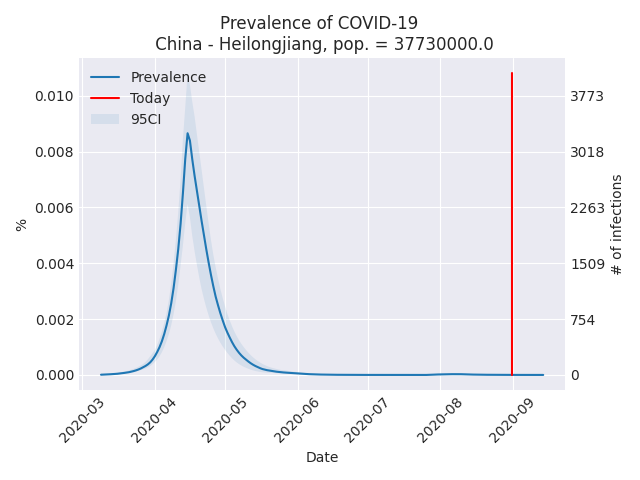 Prevalence of COVID-19
China - Heilongjiang, pop. = 37730000.0
Prevalence
Today
95CI
0.010
0.008
0.006
0.004
0.002
0.000
%
3773
3018
2263
1509
754
0
# of infections
2020-03
2020-04
2020-05
2020-06
2020-07
2020-08
2020-09
Date